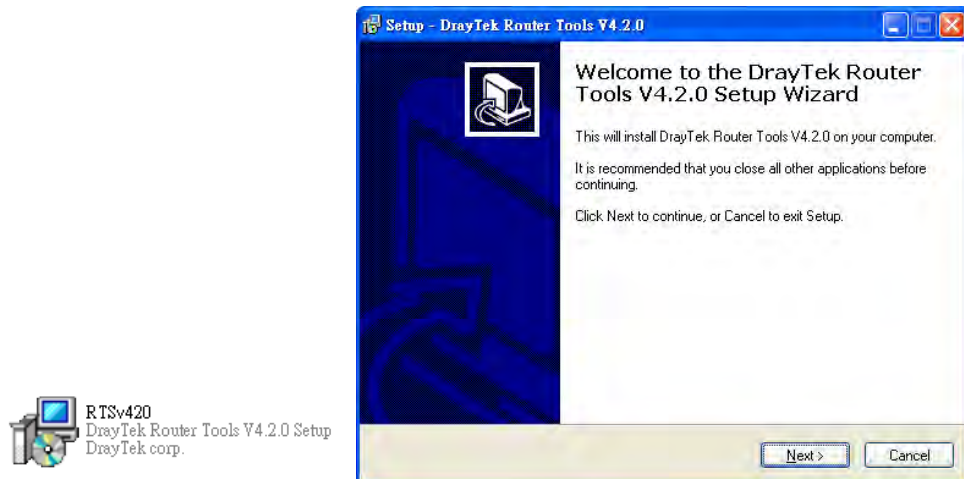 Setup - DrayTek Router Tools V4.2.0
Welcome to the DrayTek Router
Tools V4.2.0 Setup Wizard
This will install DrayTek Router Tools V4.2.0 on your computer.
It is recommended that you close all other applications before
continuing.
Click Next to continue, or Cancel to exit Setup.
Next >
Cancel
RTSv420
DrayTek Router Tools V4.2.0 Setup
DrayTek corp.